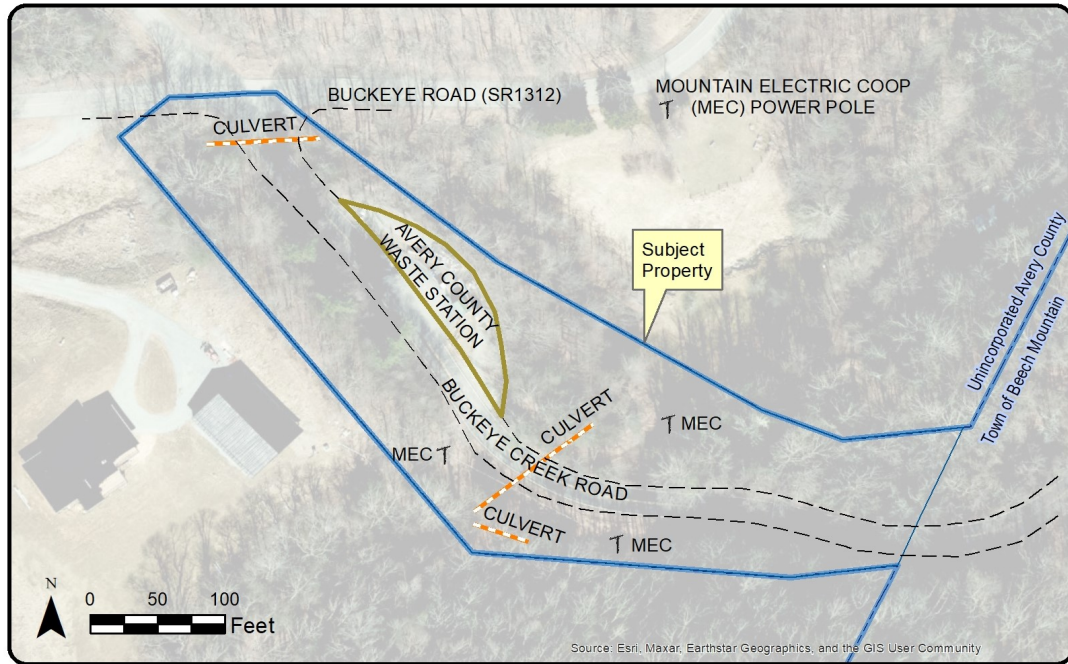 MOUNTAIN ELECTRIC COOP
(MEC) POWER POLE
BUCKEYE ROAD (SR1312)
CULVERT
AVERY COUNTY
WASTE STATION
Subject
Property
Unincorporated Avery County
Town of Beech Mountain
BUCKEYE CREEK ROAD
CULVERT
MEC
MEC
CULVERT
MEC
N
0 50 100
Feet
Source: Esri, Maxar, Earthstar Geographics, and the GIS User Community